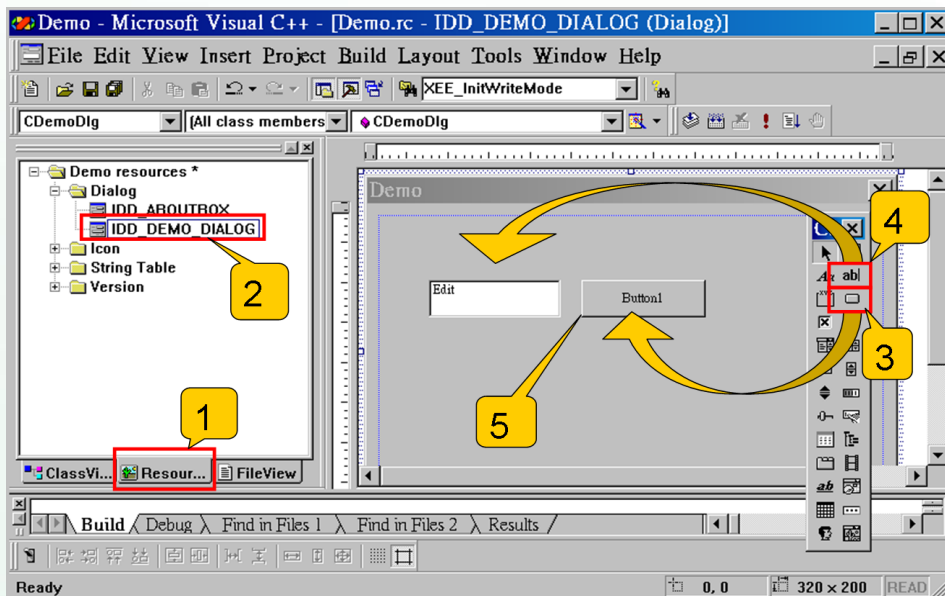 Demo - Microsoft Visual C++ - [Demo.rc - IDD_DEMO_DIALOG (Dialog)]
File Edit View Insert Project Build Layout Tools Window Help
XEE_InitWriteMode
CDemoDlg (All class members CDemoDlg
Demo resources *
Dialog
IDD_ABOUTBOX
IDD_DEMO_DIALOG
Icon
String Table
Version
2
1
ClassVi... Resour... FileView
Demo
4
Aa ab|
xyz
3
Edit
Button1
5
ab
Build Debug Find in Files 1 Find in Files 2 Results
Ready 0, 0 320 × 200 READ